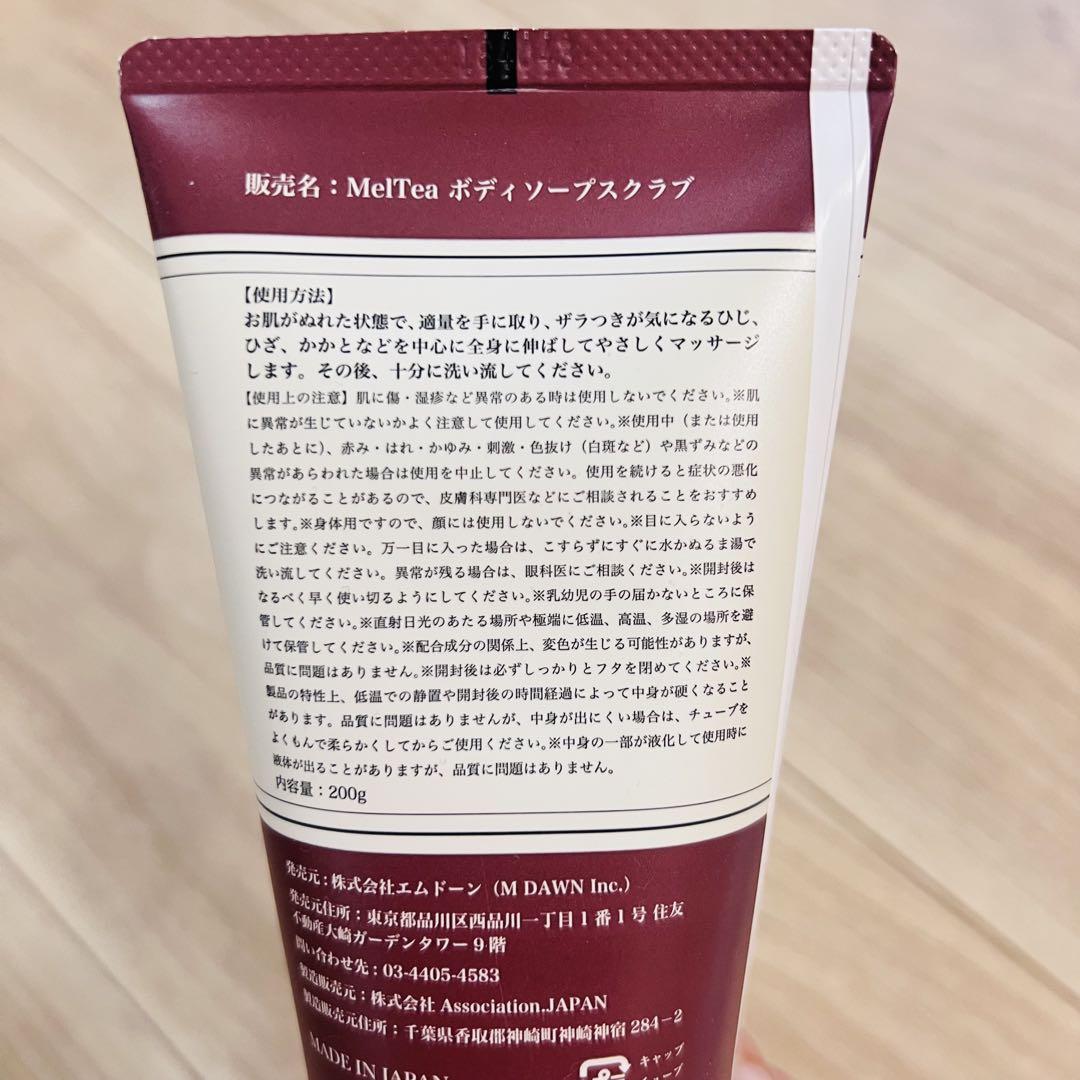 販売名：MelTea ボディソープスクラブ
【使用方法】
お肌がぬれた状態で、適量を手に取り、ザラつきが気になるひじ、
ひざ、かかとなどを中心に全身に伸ばしてやさしくマッサージ
します。その後、十分に洗い流してください。
【使用上の注意】肌に傷・湿疹など異常のある時は使用しないでください。※肌
に異常が生じていないかよく注意して使用してください。※使用中（または使用
したあとに）、赤み・はれ・かゆみ・刺激・色抜け（白斑など）や黒ずみなどの
異常があらわれた場合は使用を中止してください。使用を続けると症状の悪化
につながることがあるので、皮膚科専門医などにご相談されることをおすすめ
します。※身体用ですので、顔には使用しないでください。※目に入らないよう
にご注意ください。万一目に入った場合は、こすらずにすぐに水かぬるま湯で
洗い流してください。異常が残る場合は、眼科医にご相談ください。※開封後は
なるべく早く使い切るようにしてください。※乳幼児の手の届かないところに保
管してください。※直射日光のあたる場所や極端に低温、高温、多湿の場所を避
けて保管してください。※配合成分の関係上、変色が生じる可能性がありますが、
品質に問題はありません。※開封後は必ずしっかりとフタを閉めてください。※
製品の特性上、低温での静置や開封後の時間経過によって中身が硬くなること
があります。品質に問題はありませんが、中身が出にくい場合は、チューブを
よくもんで柔らかくしてからご使用ください。※中身の一部が液化して使用時に
液体が出ることがありますが、品質に問題はありません。
内容量：200g
発売元：株式会社エムドーン（M DAWN Inc.）
発売元住所：東京都品川区西品川一丁目1番1号 住友
不動産大崎ガーデンタワー9階
問い合わせ先：03-4405-4583
製造販売元：株式会社 Association.JAPAN
製造販売元住所：千葉県香取郡神崎町神崎神宿 284-2
MADE IN JAPAN
キャップ
チューブ